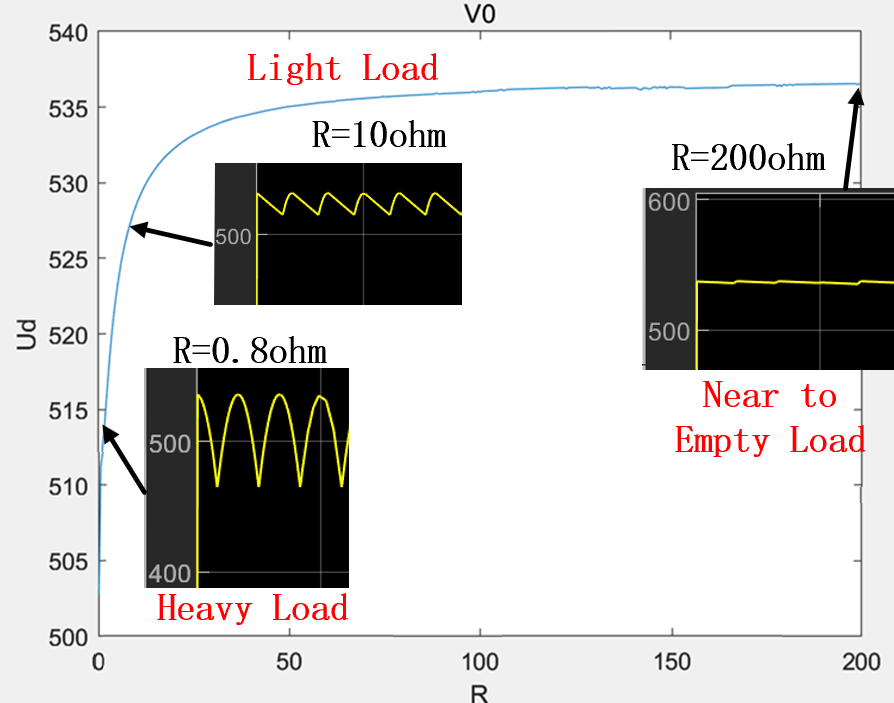 V0
540
Light Load
535
R=10ohm
R=200ohm
530
600
500
525
Ud
520
500
R=0.8ohm
515
Near to
Empty Load
500
510
505
400
Heavy Load
500
0
50
100
150
200
R